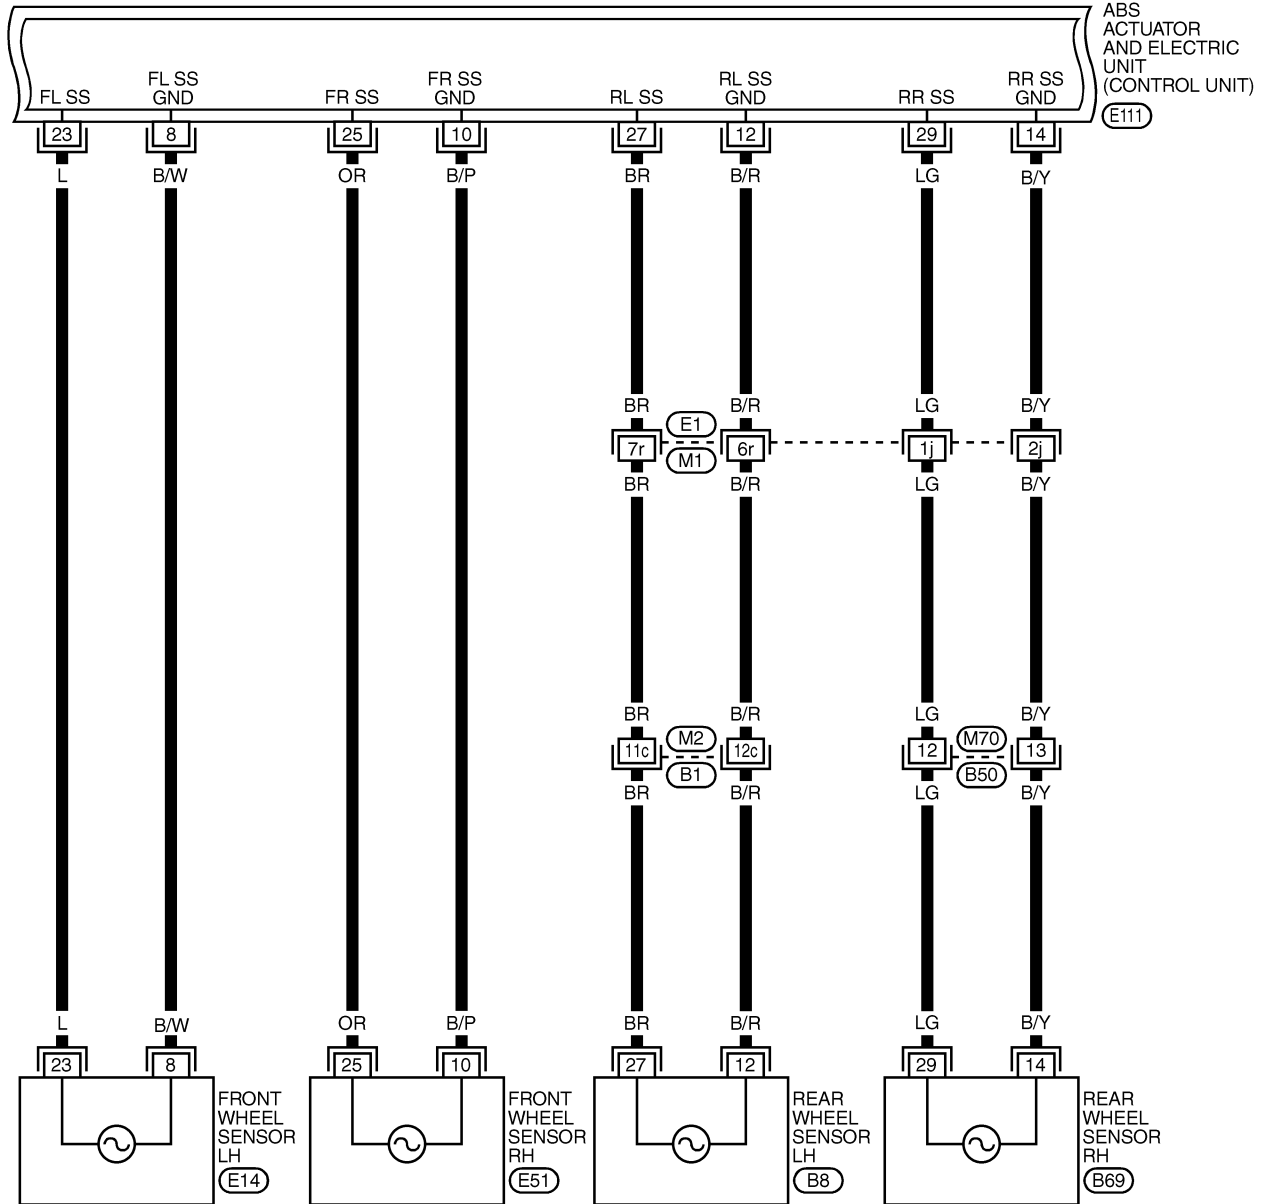 ABS
ACTUATOR
AND ELECTRIC
UNIT
(CONTROL UNIT)
E111
FL SS
FL SS
GND
FR SS
FR SS
GND
RL SS
RL SS
GND
RR SS
RR SS
GND
23 8 25 10 27 12 29 14
L B/W OR B/P BR B/R LG B/Y
BR B/R LG B/Y
E1
7r 6r 1j 2j
M1
BR B/R LG B/Y
BR B/R LG B/Y
M2 M70
11c 12c 12 13
B1 B50
BR B/R LG B/Y
L B/W OR B/P BR B/R LG B/Y
23 8 25 10 27 12 29 14
FRONT
WHEEL
SENSOR
LH
E14
FRONT
WHEEL
SENSOR
RH
E51
REAR
WHEEL
SENSOR
LH
B8
REAR
WHEEL
SENSOR
RH
B69